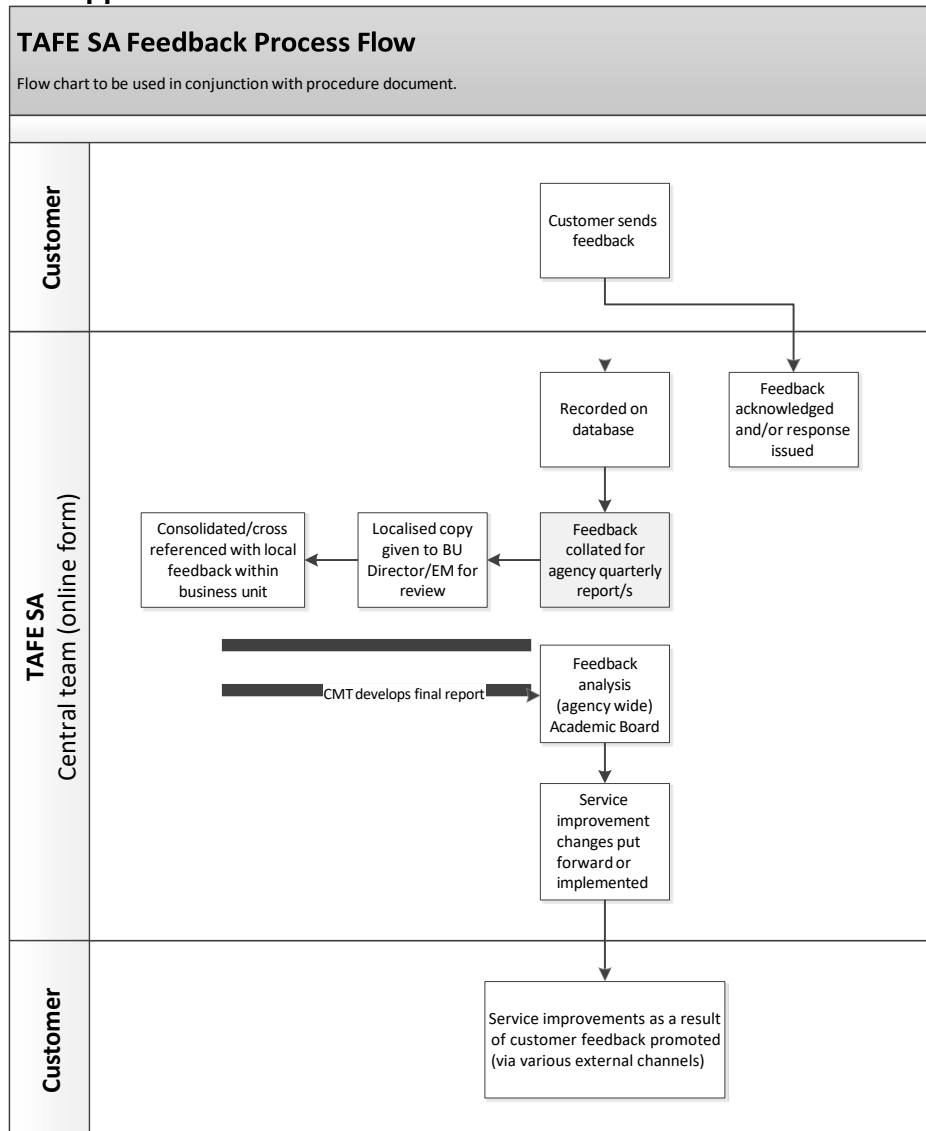 TAFE SA Feedback Process Flow
Flow chart to be used in conjunction with procedure document.
Customer
Customer sends
feedback
TAFE SA
Central team (online form)
Recorded on
database
Feedback
acknowledged
and/or response
issued
Consolidated/cross
referenced with local
feedback within
business unit
Localised copy
given to BU
Director/EM for
review
Feedback
collated for
agency quarterly
report/s
CMT develops final report
Feedback
analysis
(agency wide)
Academic Board
Service
improvement
changes put
forward or
implemented
Customer
Service improvements as a result
of customer feedback promoted
(via various external channels)